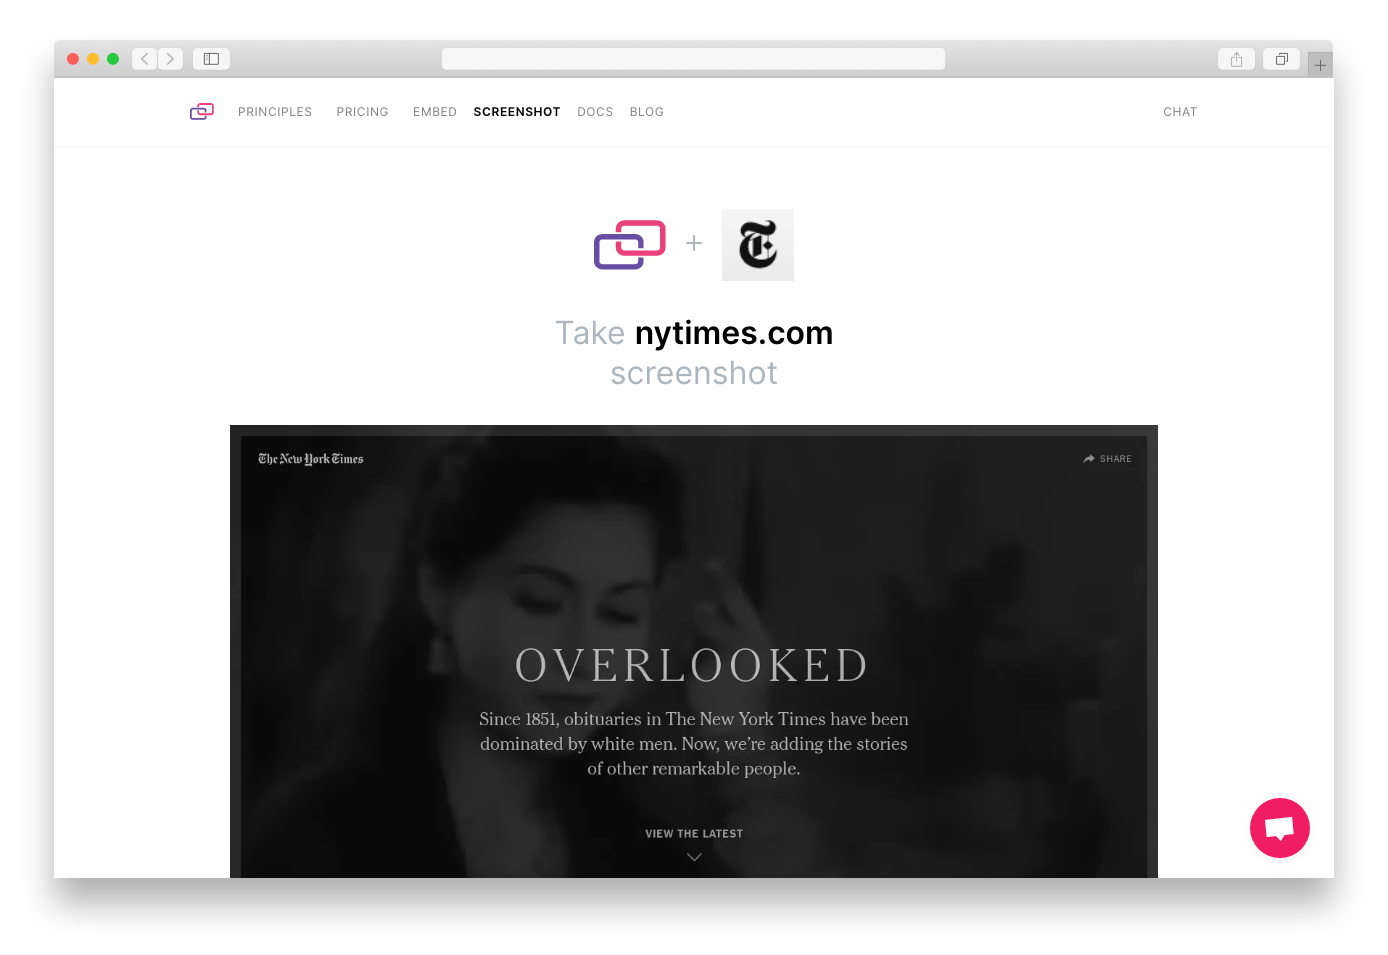 PRINCIPLES PRICING EMBED SCREENSHOT DOCS BLOG CHAT
T
Take nytimes.com
screenshot
The New York Times SHARE
OVERLOOKED
Since 1851, obituaries in The New York Times have been
dominated by white men. Now, we’re adding the stories
of other remarkable people.
VIEW THE LATEST